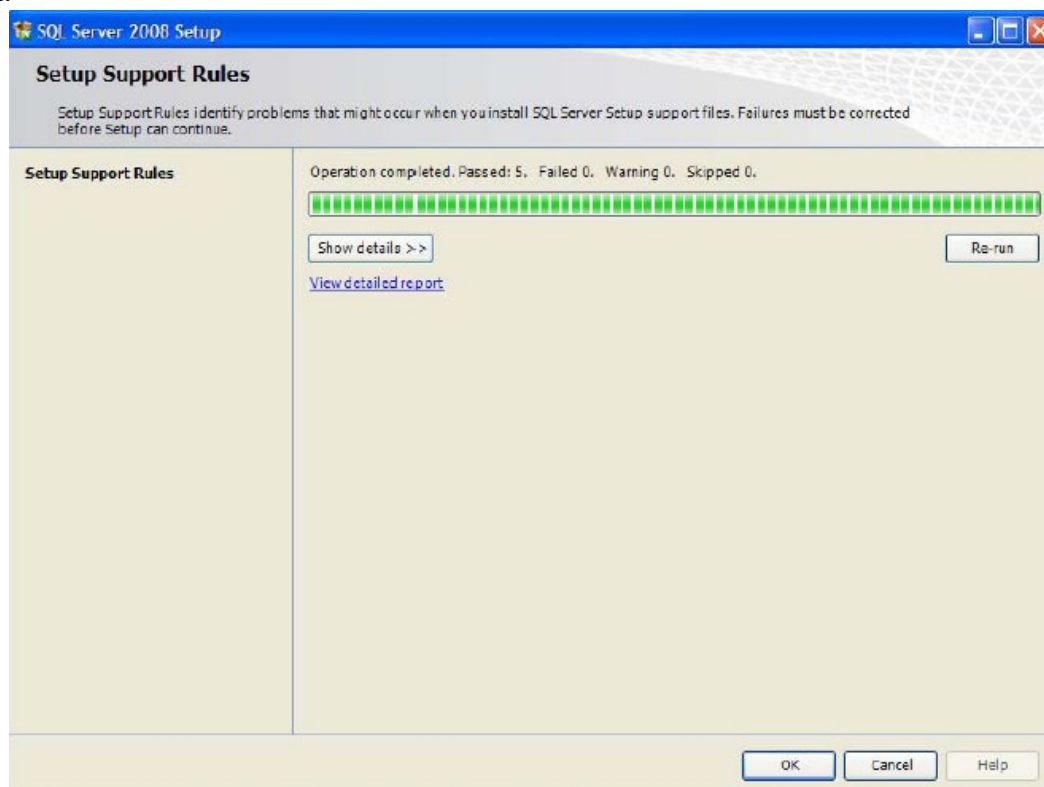 SQL Server 2008 Setup
Setup Support Rules
Setup Support Rules identify problems that might occur when you install SQL Server Setup support files. Failures must be corrected
before Setup can continue.
Setup Support Rules
Operation completed. Passed: 5. Failed 0. Warning 0. Skipped 0.
Show details >>
Re-run
View detailed report
OK
Cancel
Help